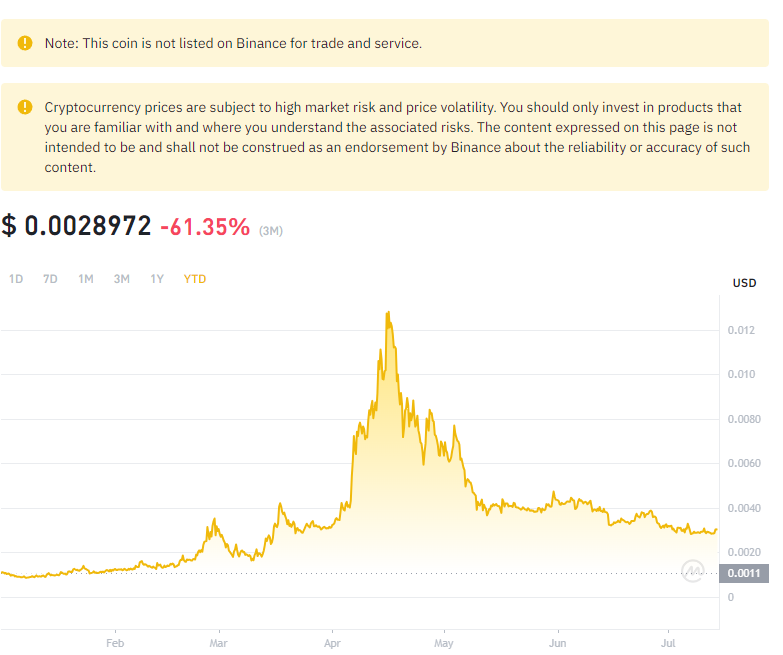 Note: This coin is not listed on Binance for trade and service.
Cryptocurrency prices are subject to high market risk and price volatility. You should only invest in products that
you are familiar with and where you understand the associated risks. The content expressed on this page is not
intended to be and shall not be construed as an endorsement by Binance about the reliability or accuracy of such
content.
$ 0.0028972 -61.35% (3M)
1D 7D 1M 3M 1Y YTD
USD
0.012
0.010
0.0080
0.0060
0.0040
0.0020
0.0011
0
Feb Mar Apr May Jun Jul